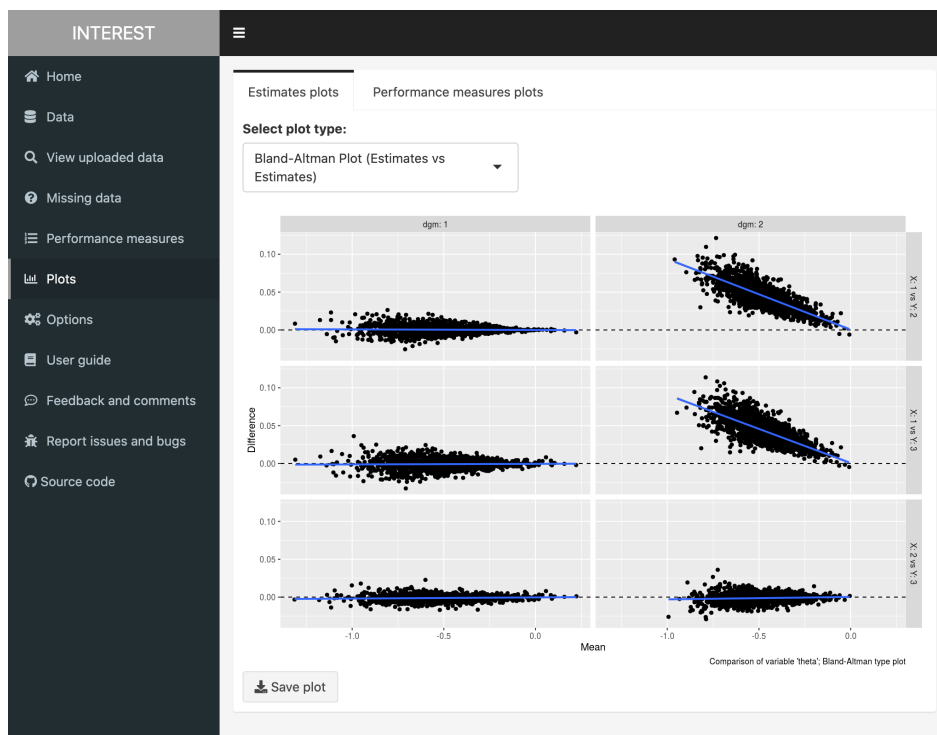 INTEREST
Home
Data
View uploaded data
Missing data
Performance measures
Plots
Options
User guide
Feedback and comments
Report issues and bugs
Source code
Estimates plots
Performance measures plots
Select plot type:
Bland-Altman Plot (Estimates vs
Estimates)
dgm: 1
dgm: 2
0.10
0.05
0.00
X: 1 vs Y: 2
0.10
0.05
0.00
X: 1 vs Y: 3
0.10
0.05
0.00
X: 2 vs Y: 3
Difference
-1.0
-0.5
0.0
-1.0
-0.5
0.0
Mean
Comparison of variable 'theta'; Bland-Altman type plot
Save plot